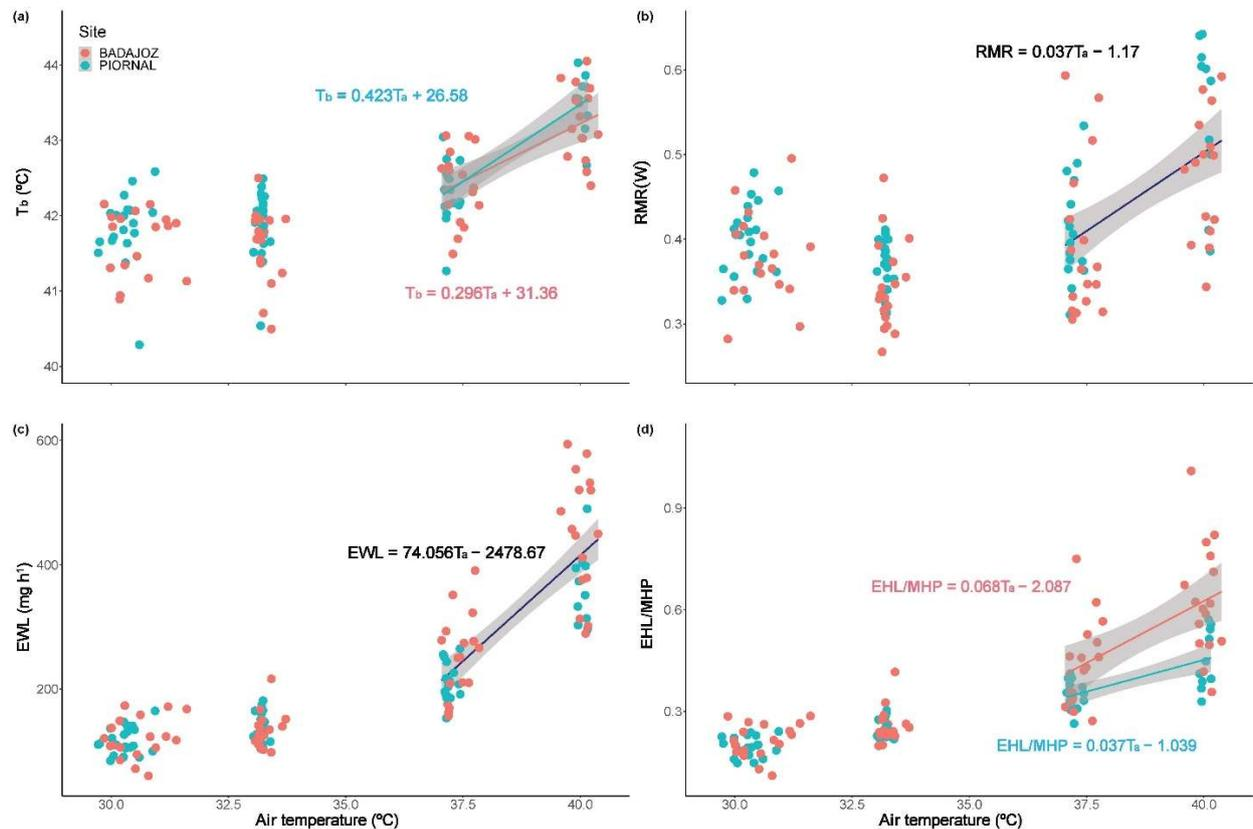 (a)
Site
BADAJOZ
PIORNAL
Tb = 0.423Ta + 26.58
Tb = 0.296Ta + 31.36
44
43
42
41
40
Tb (ºC)
(b)
RMR = 0.037Ta − 1.17
0.6
0.5
0.4
0.3
RMR(W)
(c)
EWL = 74.056Ta − 2478.67
600
400
200
EWL (mg h¹)
30.0 32.5 35.0 37.5 40.0
Air temperature (ºC)
(d)
EHL/MHP = 0.068Ta − 2.087
EHL/MHP = 0.037Ta − 1.039
0.9
0.6
0.3
EHL/MHP
30.0 32.5 35.0 37.5 40.0
Air temperature (ºC)